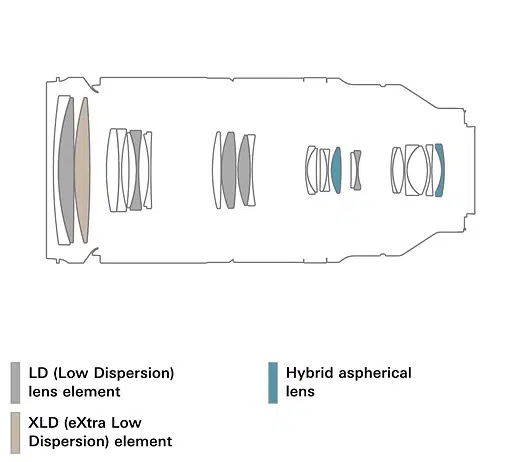 LD (Low Dispersion)
lens element
XLD (eXtra Low
Dispersion) element
Hybrid aspherical
lens